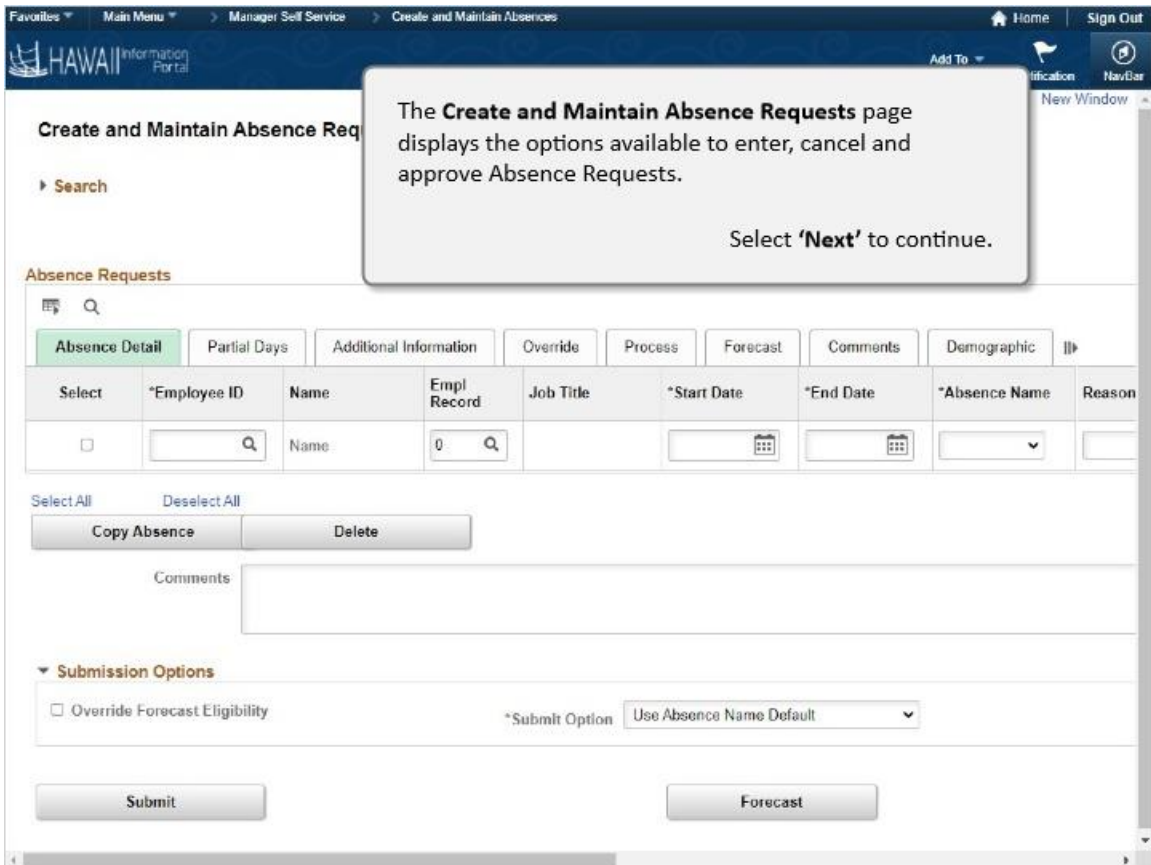 Favorites Main Menu > Manager Self Service > Create and Maintain Absences Home Sign Out
HAWAII Information Portal
Add To
tification
NavBar
New Window
Create and Maintain Absence Req
The Create and Maintain Absence Requests page
displays the options available to enter, cancel and
approve Absence Requests.
Select ‘Next’ to continue.
Search
Absence Requests
Absence Detail Partial Days Additional Information Override Process Forecast Comments Demographic
Select *Employee ID Name Empl Record Job Title *Start Date *End Date *Absence Name Reason
Name 0
Select All Deselect All
Copy Absence Delete
Comments
Submission Options
Override Forecast Eligibility *Submit Option Use Absence Name Default
Submit Forecast